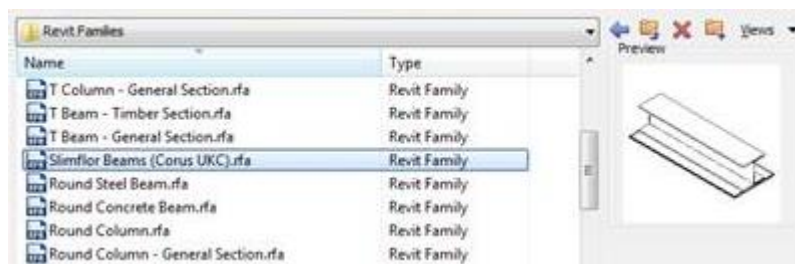 Revit Families
Views
Preview
Name Type
T Column - General Section.rfa Revit Family
T Beam - Timber Section.rfa Revit Family
T Beam - General Section.rfa Revit Family
Slimflor Beams (Corus UKC).rfa Revit Family
Round Steel Beam.rfa Revit Family
Round Concrete Beam.rfa Revit Family
Round Column.rfa Revit Family
Round Column - General Section.rfa Revit Family